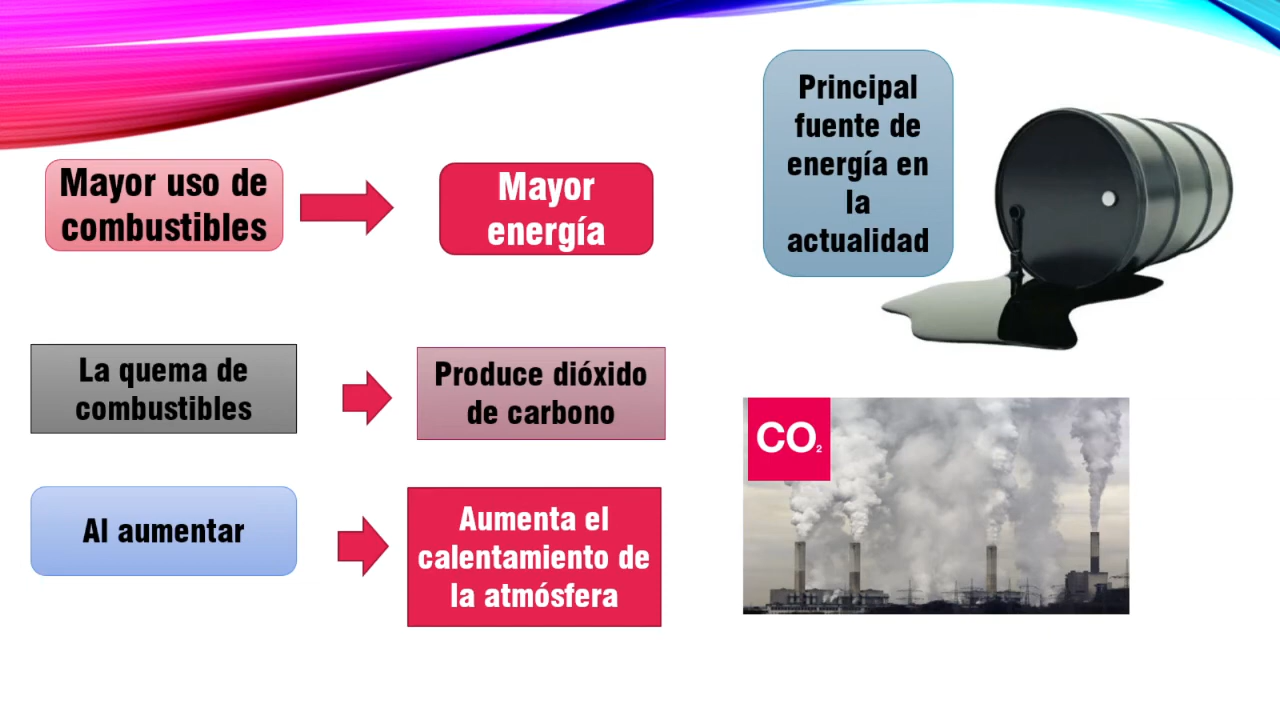 Mayor uso de
combustibles
Mayor
energía
Principal
fuente de
energía en
la
actualidad
La quema de
combustibles
Produce dióxido
de carbono
CO₂
Al aumentar
Aumenta el
calentamiento de
la atmósfera